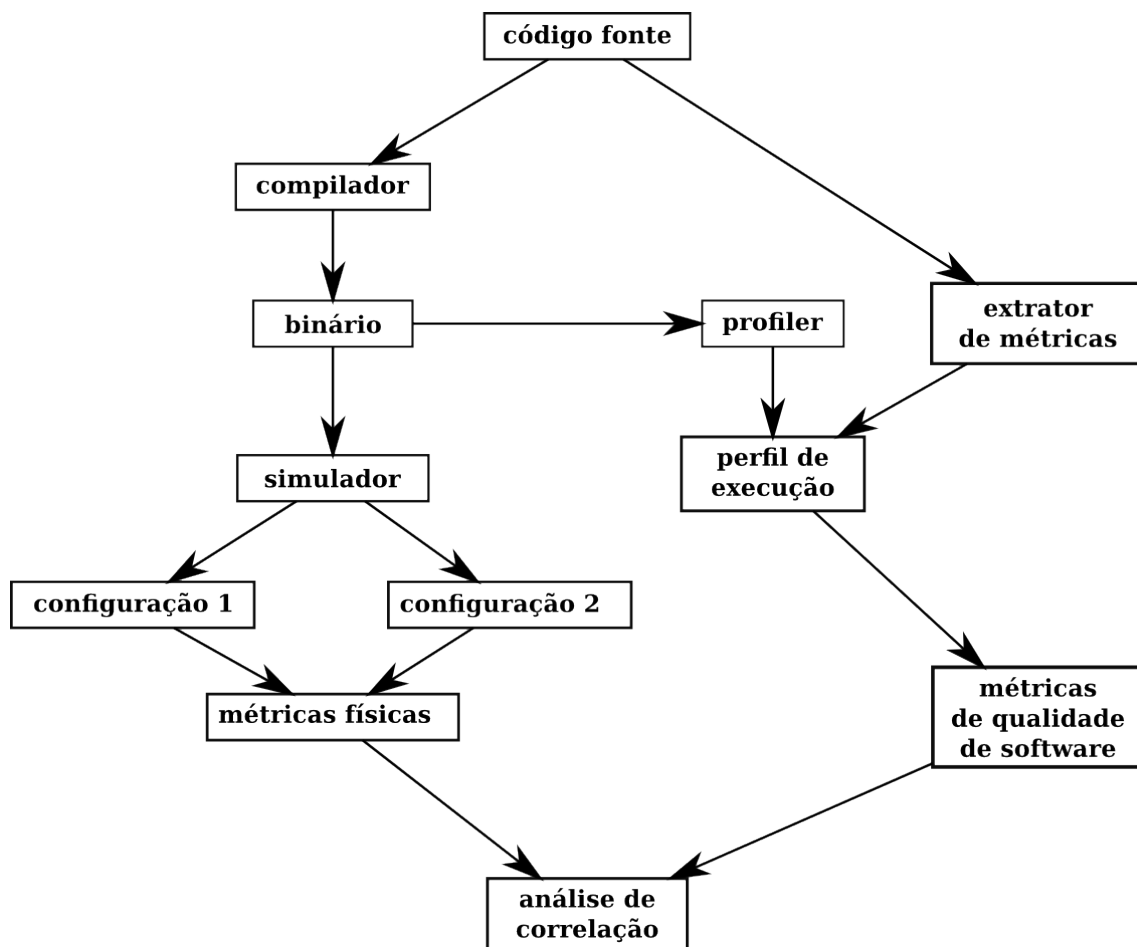 código fonte
compilador
extrator
de métricas
binário
profiler
perfil de
execução
simulador
configuração 1
configuração 2
métricas físicas
métricas
de qualidade
de software
análise de
correlação